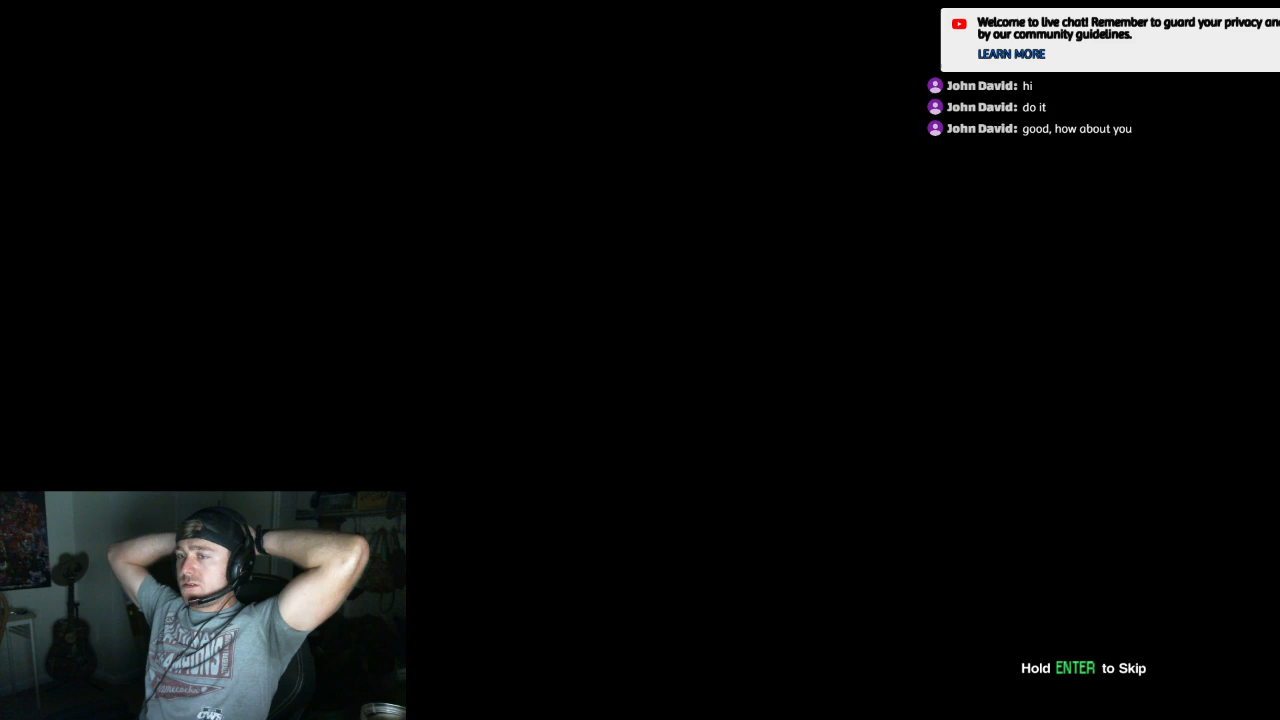 Welcome to live chat! Remember to guard your privacy an
by our community guidelines.
LEARN MORE
John David: hi
John David: do it
John David: good, how about you
Hold ENTER to Skip